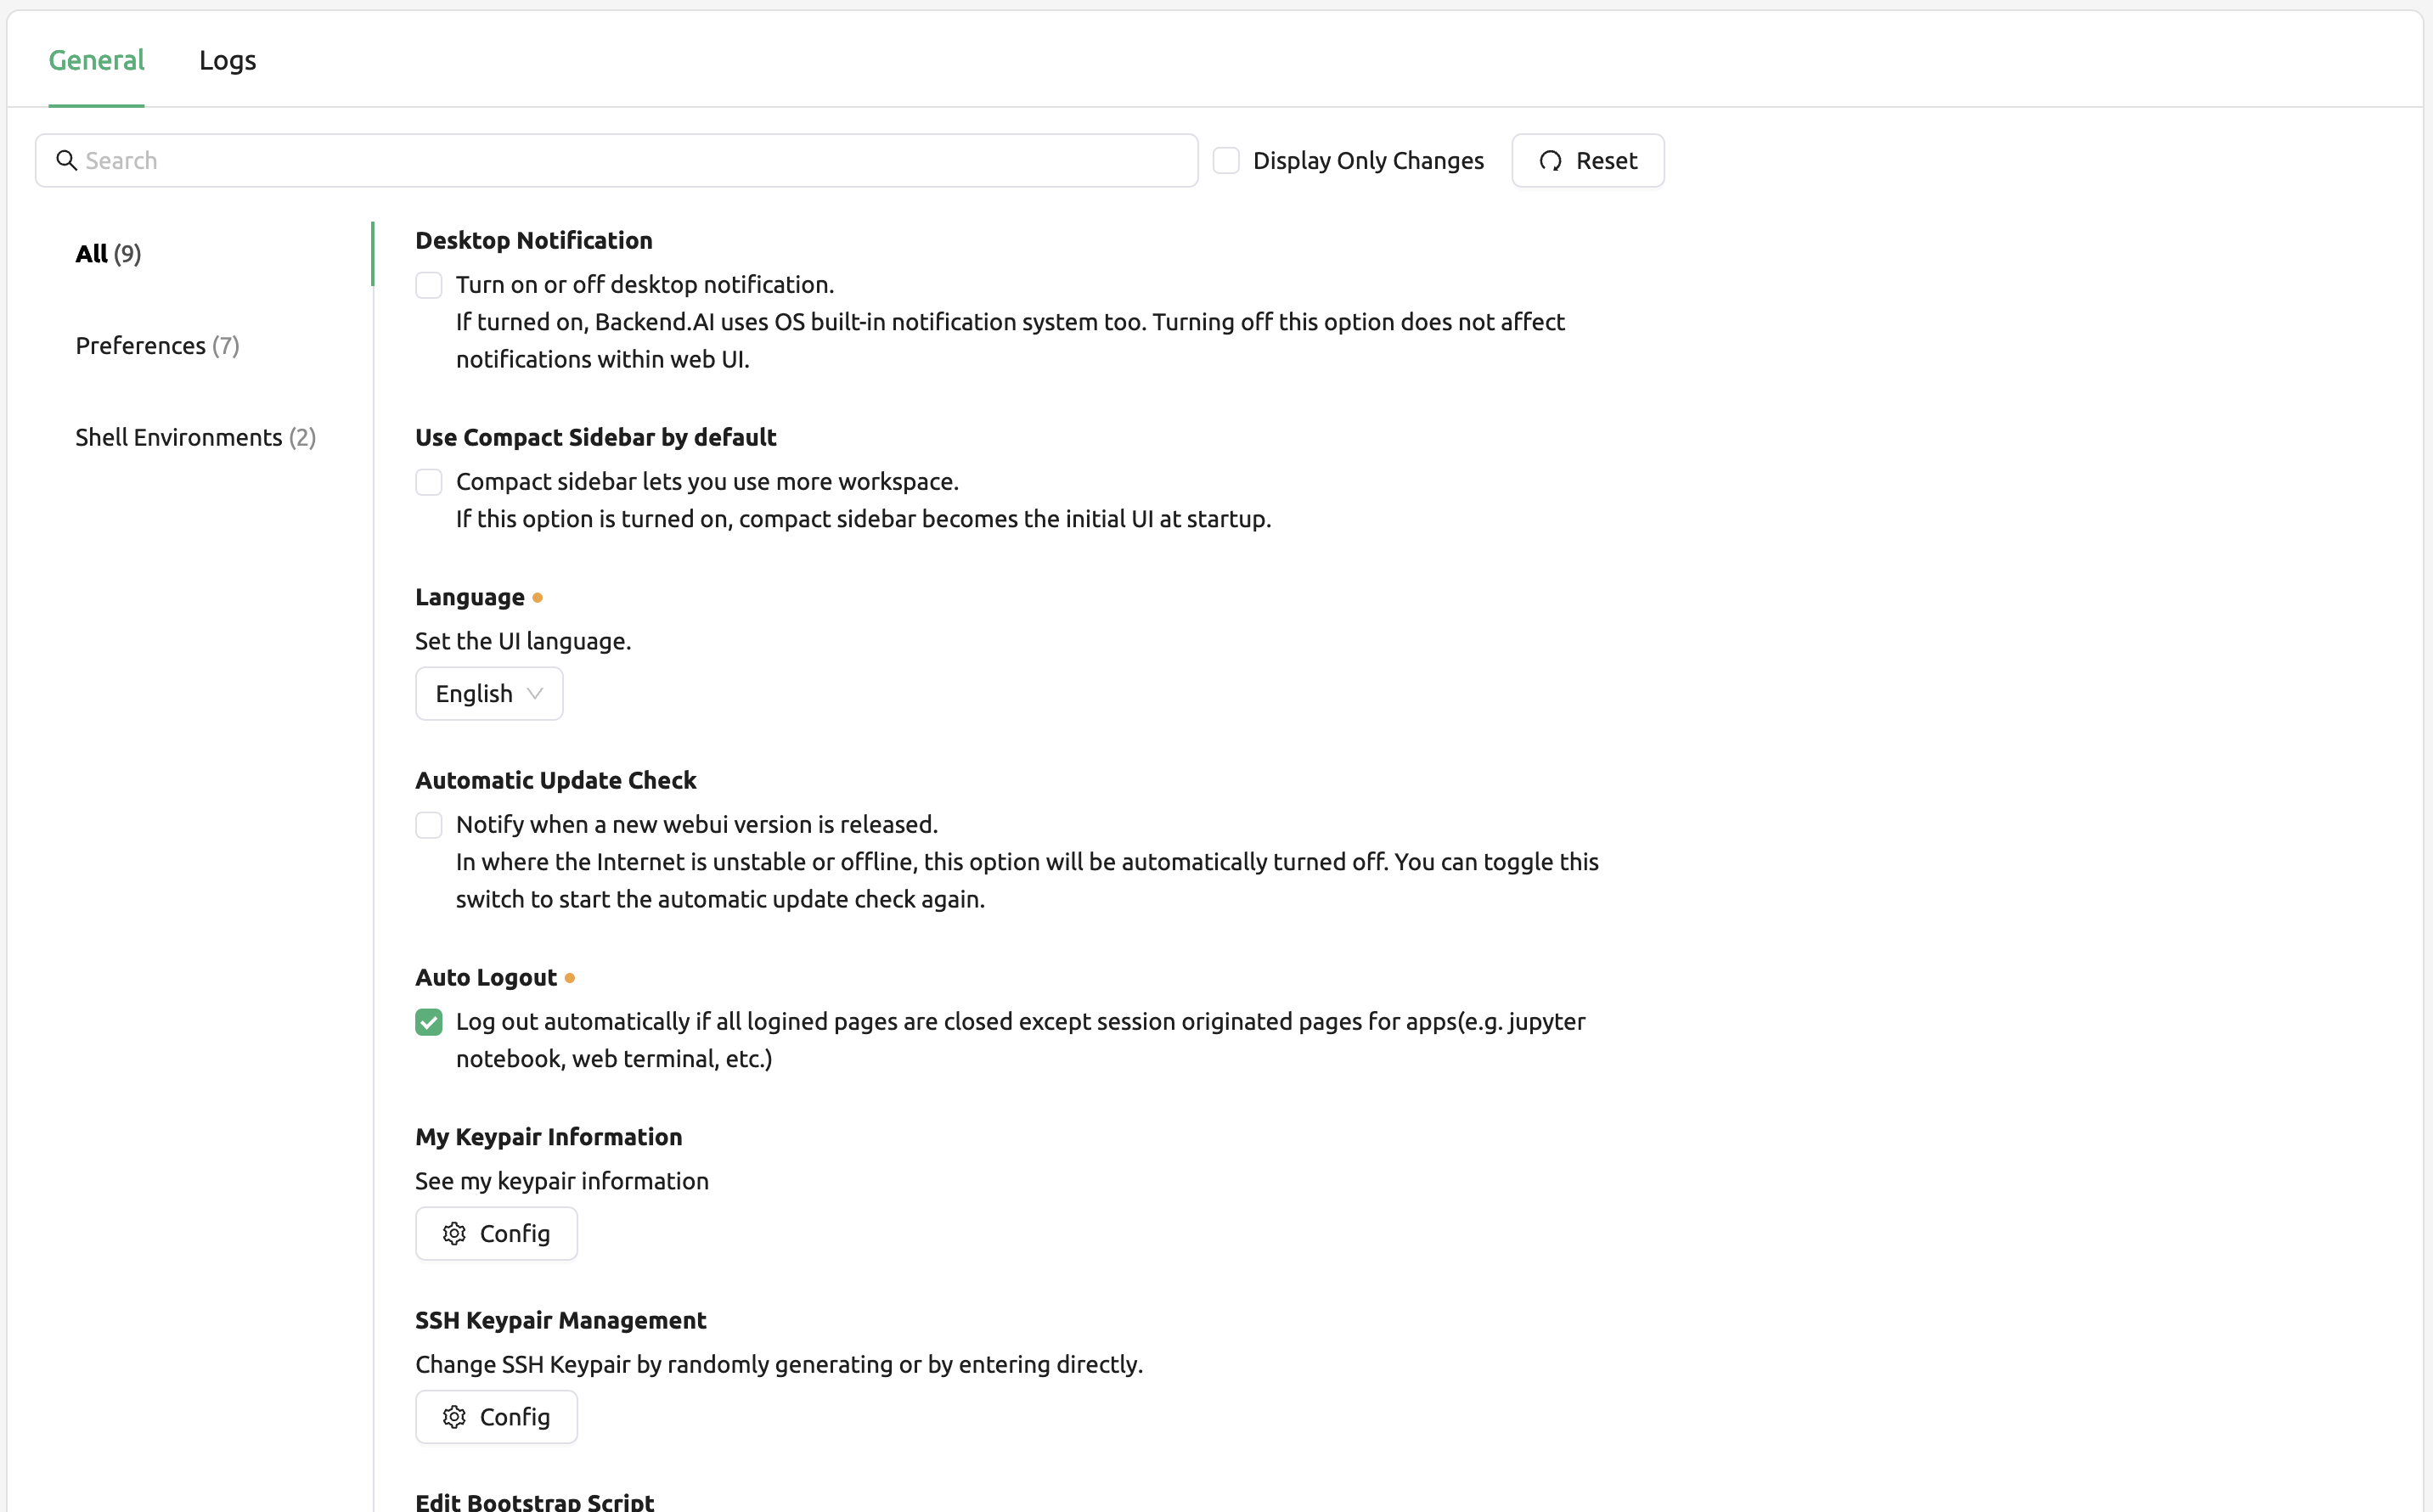 General
Logs
Search
Display Only Changes
Reset
All (9)
Preferences (7)
Shell Environments (2)
Desktop Notification
Turn on or off desktop notification.
If turned on, Backend.AI uses OS built-in notification system too. Turning off this option does not affect
notifications within web UI.
Use Compact Sidebar by default
Compact sidebar lets you use more workspace.
If this option is turned on, compact sidebar becomes the initial UI at startup.
Language
Set the UI language.
English
Automatic Update Check
Notify when a new webui version is released.
In where the Internet is unstable or offline, this option will be automatically turned off. You can toggle this
switch to start the automatic update check again.
Auto Logout
Log out automatically if all logined pages are closed except session originated pages for apps(e.g. jupyter
notebook, web terminal, etc.)
My Keypair Information
See my keypair information
Config
SSH Keypair Management
Change SSH Keypair by randomly generating or by entering directly.
Config
Edit Bootstrap Script